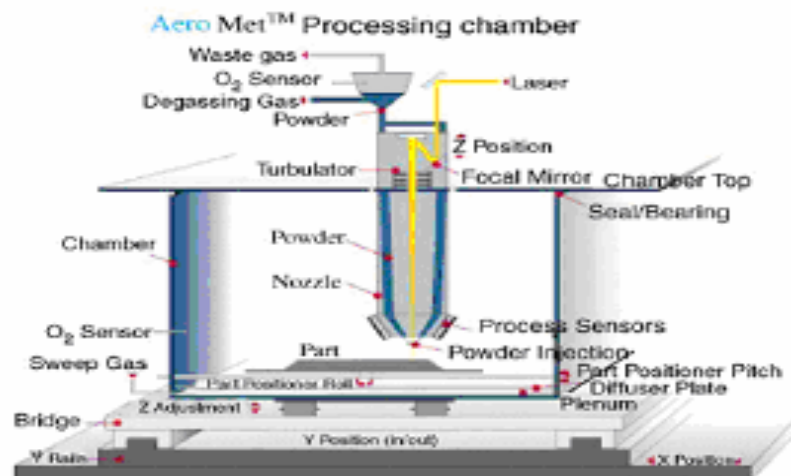 Aero Met™ Processing chamber
Waste gas
O₂ Sensor
Degassing Gas
Powder
Laser
Z Position
Turbulator
Focal Mirror
Chamber Top
Seal/Bearing
Chamber
Powder
Nozzle
O₂ Sensor
Process Sensors
Part
Powder Injection
Sweep Gas
Part Positioner Pitch
Part Positioner Roll
Diffuser Plate
Z Adjustment
Plenum
Bridge
Y Position (in/out)
Y Rails
X Position